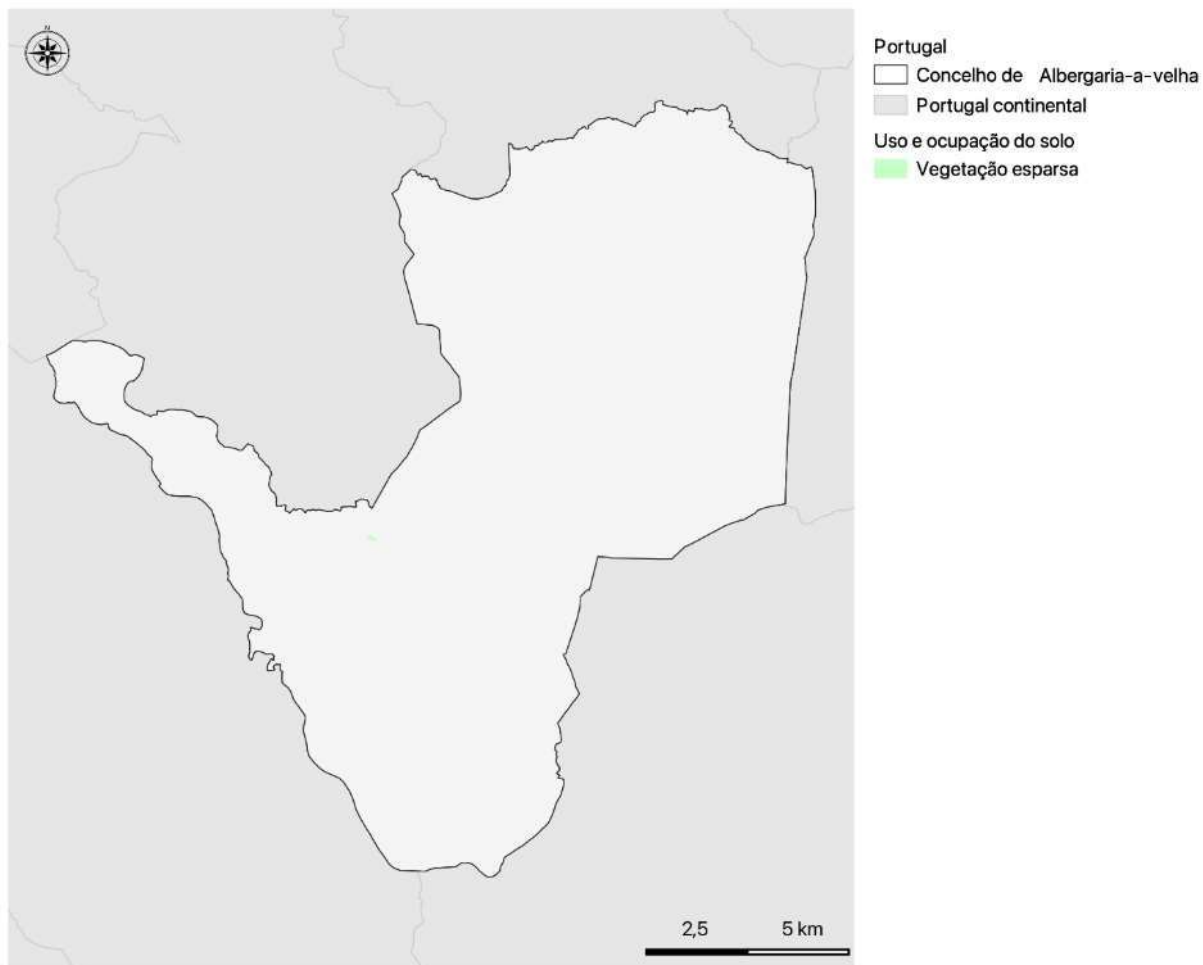 N
Portugal
Concelho de Albergaria-a-velha
Portugal continental
Uso e ocupação do solo
Vegetação esparsa
2,5 5 km